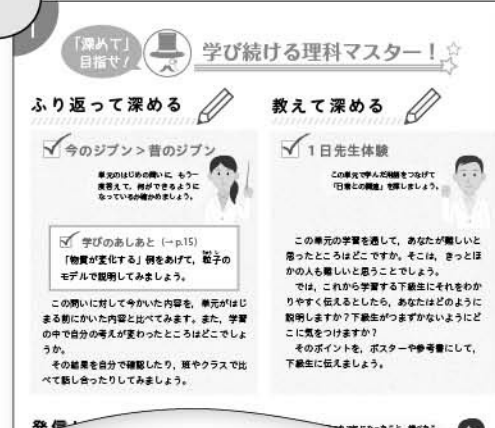 「深めて」
目指せ!
学び続ける理科マスター!
ふり返って深める
今のジブン>昔のジブン
単元のはじめの問いに、もう一
度答えて、何ができるように
なっているか確かめましょう。
学びのあしあと(→p.15)
「物質が変化する」例をあげて、粒子の
モデルで説明してみましょう。
この問いに対して今かいた内容を、単元がはじ
まる前にかいた内容と比べてみます。また、学習
の中で自分の考えが変わったところはどこでしょ
うか。
その結果を自分で確認したり、班やクラスで比
べて話し合ったりしてみましょう。
教えて深める
1日先生体験
この単元で学んだ用語をつなげて
「日常との関連」を探しましょう。
この単元の学習を通して、あなたが難しいと
思ったところはどこですか。そこは、きっとほ
かの人も難しいと思うことでしょう。
では、これから学習する下級生にそれをわか
りやすく伝えるとしたら、あなたはどのように
説明しますか?下級生がつまずかないようにど
こに気をつけますか?
そのポイントを、ポスターや参考書にして、
下級生に伝えましょう。